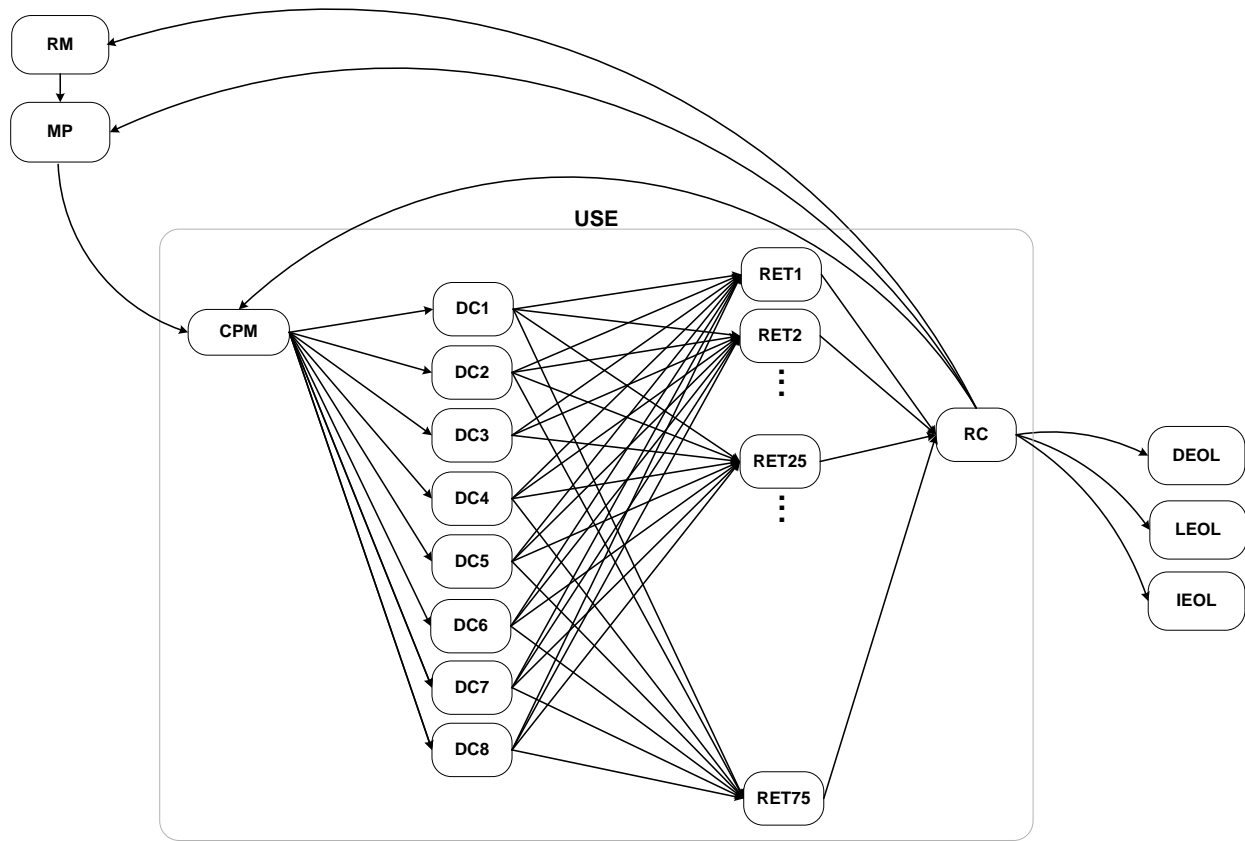 RM
MP
USE
CPM
DC1
DC2
DC3
DC4
DC5
DC6
DC7
DC8
RET1
RET2
RET25
RET75
RC
DEOL
LEOL
IEOL